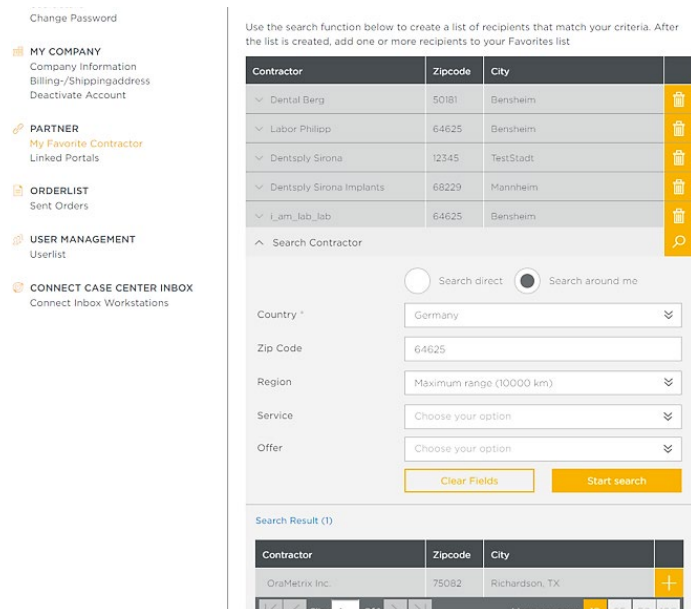 Change Password
MY COMPANY
Company Information
Billing-/Shippingaddress
Deactivate Account
PARTNER
My Favorite Contractor
Linked Portals
ORDERLIST
Sent Orders
USER MANAGEMENT
Userlist
CONNECT CASE CENTER INBOX
Connect Inbox Workstations
Use the search function below to create a list of recipients that match your criteria. After
the list is created, add one or more recipients to your Favorites list
Contractor Zipcode City
Dental Berg 50181 Bensheim
Labor Philipp 64625 Bensheim
Dentsply Sirona 12345 TestStadt
Dentsply Sirona Implants 68229 Mannheim
i_am_lab_lab 64625 Bensheim
Search Contractor
Search direct Search around me
Country *
Germany
Zip Code 64625
Region Maximum range (10000 km)
Service Choose your option
Offer Choose your option
Clear Fields Start search
Search Result (1)
Contractor Zipcode City
OraMetrix Inc. 75082 Richardson, TX